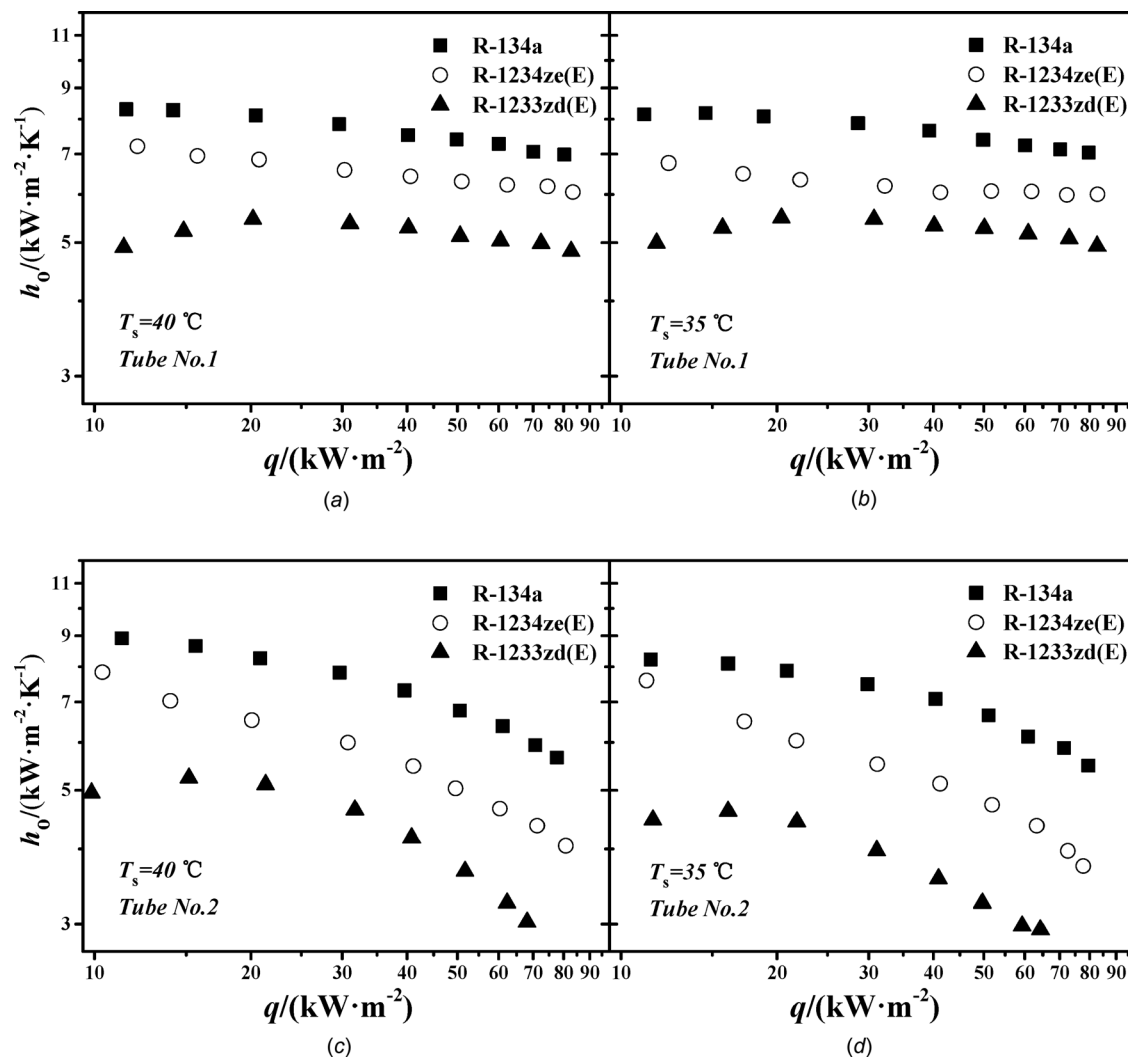 R-134a
R-1234ze(E)
R-1233zd(E)
11
9
7
5
3
h₀/(kW·m⁻²·K⁻¹)
Tₛ=40 ℃
Tube No.1
10 20 30 40 50 60 70 80 90
q/(kW·m⁻²)
(a)
R-134a
R-1234ze(E)
R-1233zd(E)
Tₛ=35 ℃
Tube No.1
10 20 30 40 50 60 70 80 90
q/(kW·m⁻²)
(b)
R-134a
R-1234ze(E)
R-1233zd(E)
11
9
7
5
3
h₀/(kW·m⁻²·K⁻¹)
Tₛ=40 ℃
Tube No.2
10 20 30 40 50 60 70 80 90
q/(kW·m⁻²)
(c)
R-134a
R-1234ze(E)
R-1233zd(E)
Tₛ=35 ℃
Tube No.2
10 20 30 40 50 60 70 80 90
q/(kW·m⁻²)
(d)